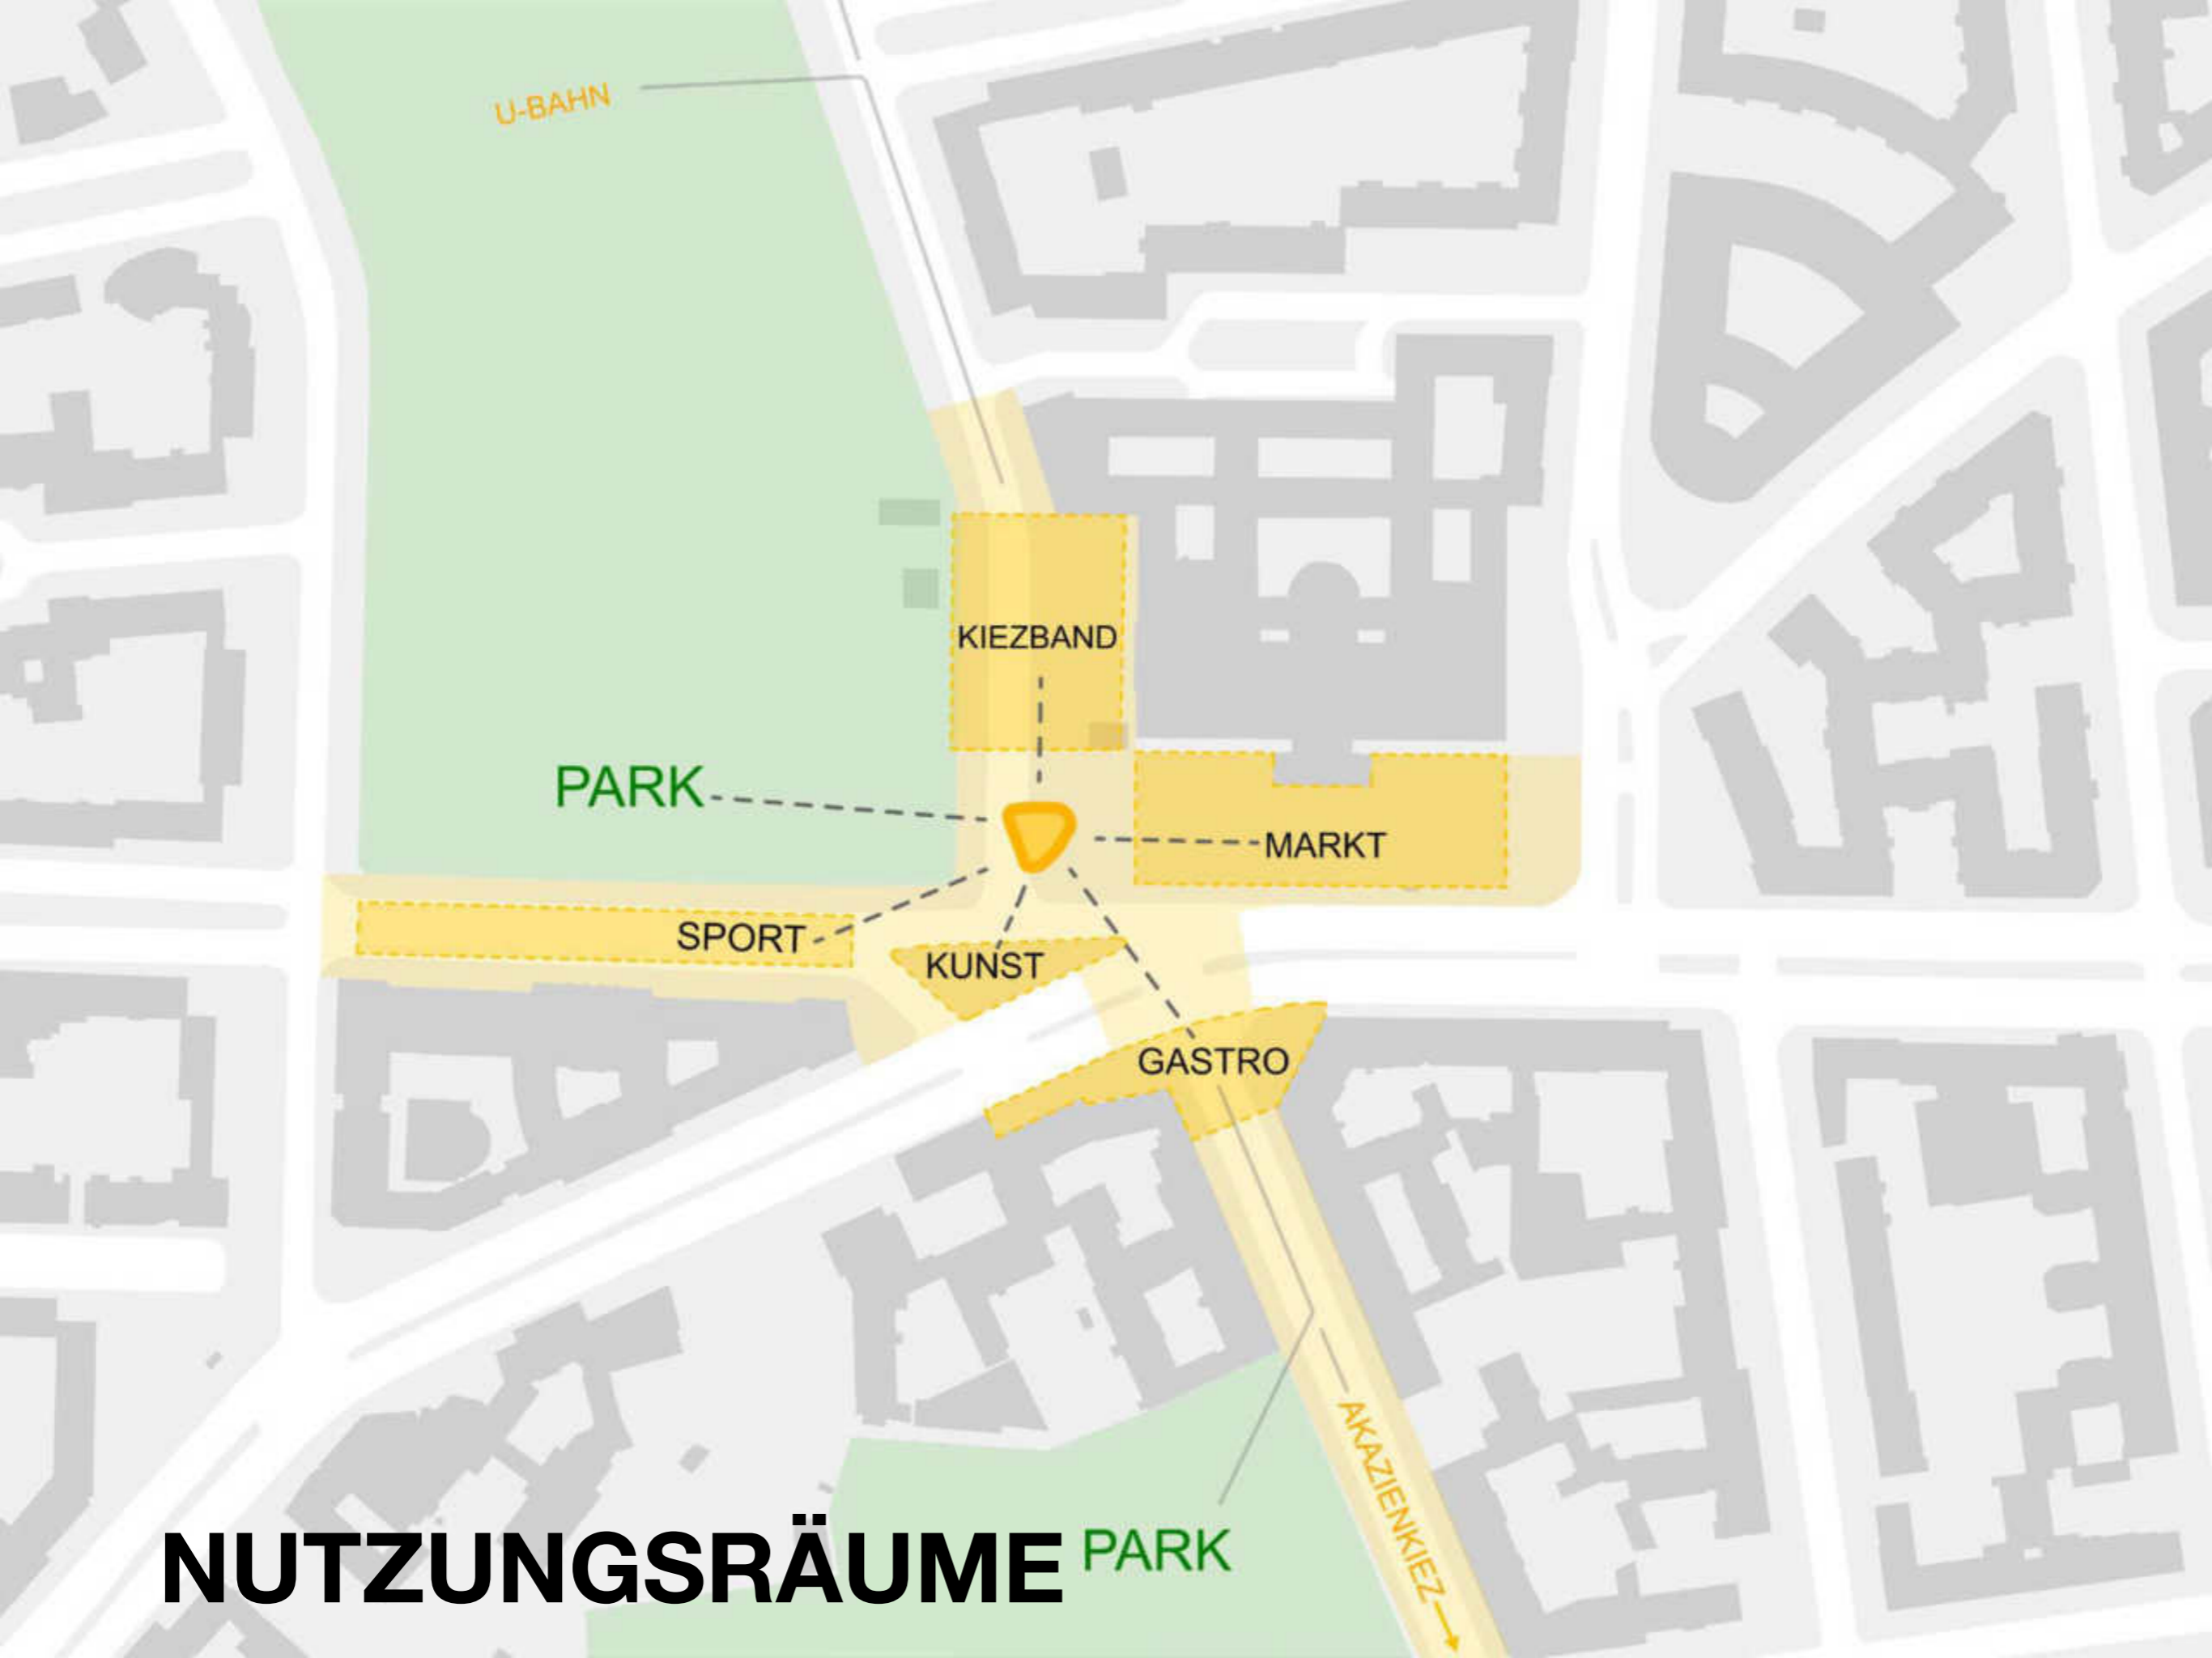 U-BAHN
KIEZBAND
PARK
MARKT
SPORT
KUNST
GASTRO
AKAZIENKIEZ
NUTZUNGSRÄUME
PARK